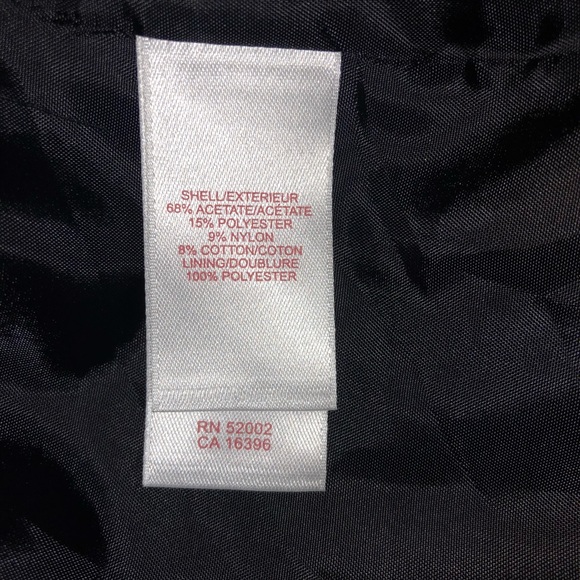 SHELL/EXTERIEUR
68% ACETATE/ACÉTATE
15% POLYESTER
9% NYLON
8% COTTON/COTON
LINING/DOUBLURE
100% POLYESTER
RN 52002
CA 16396